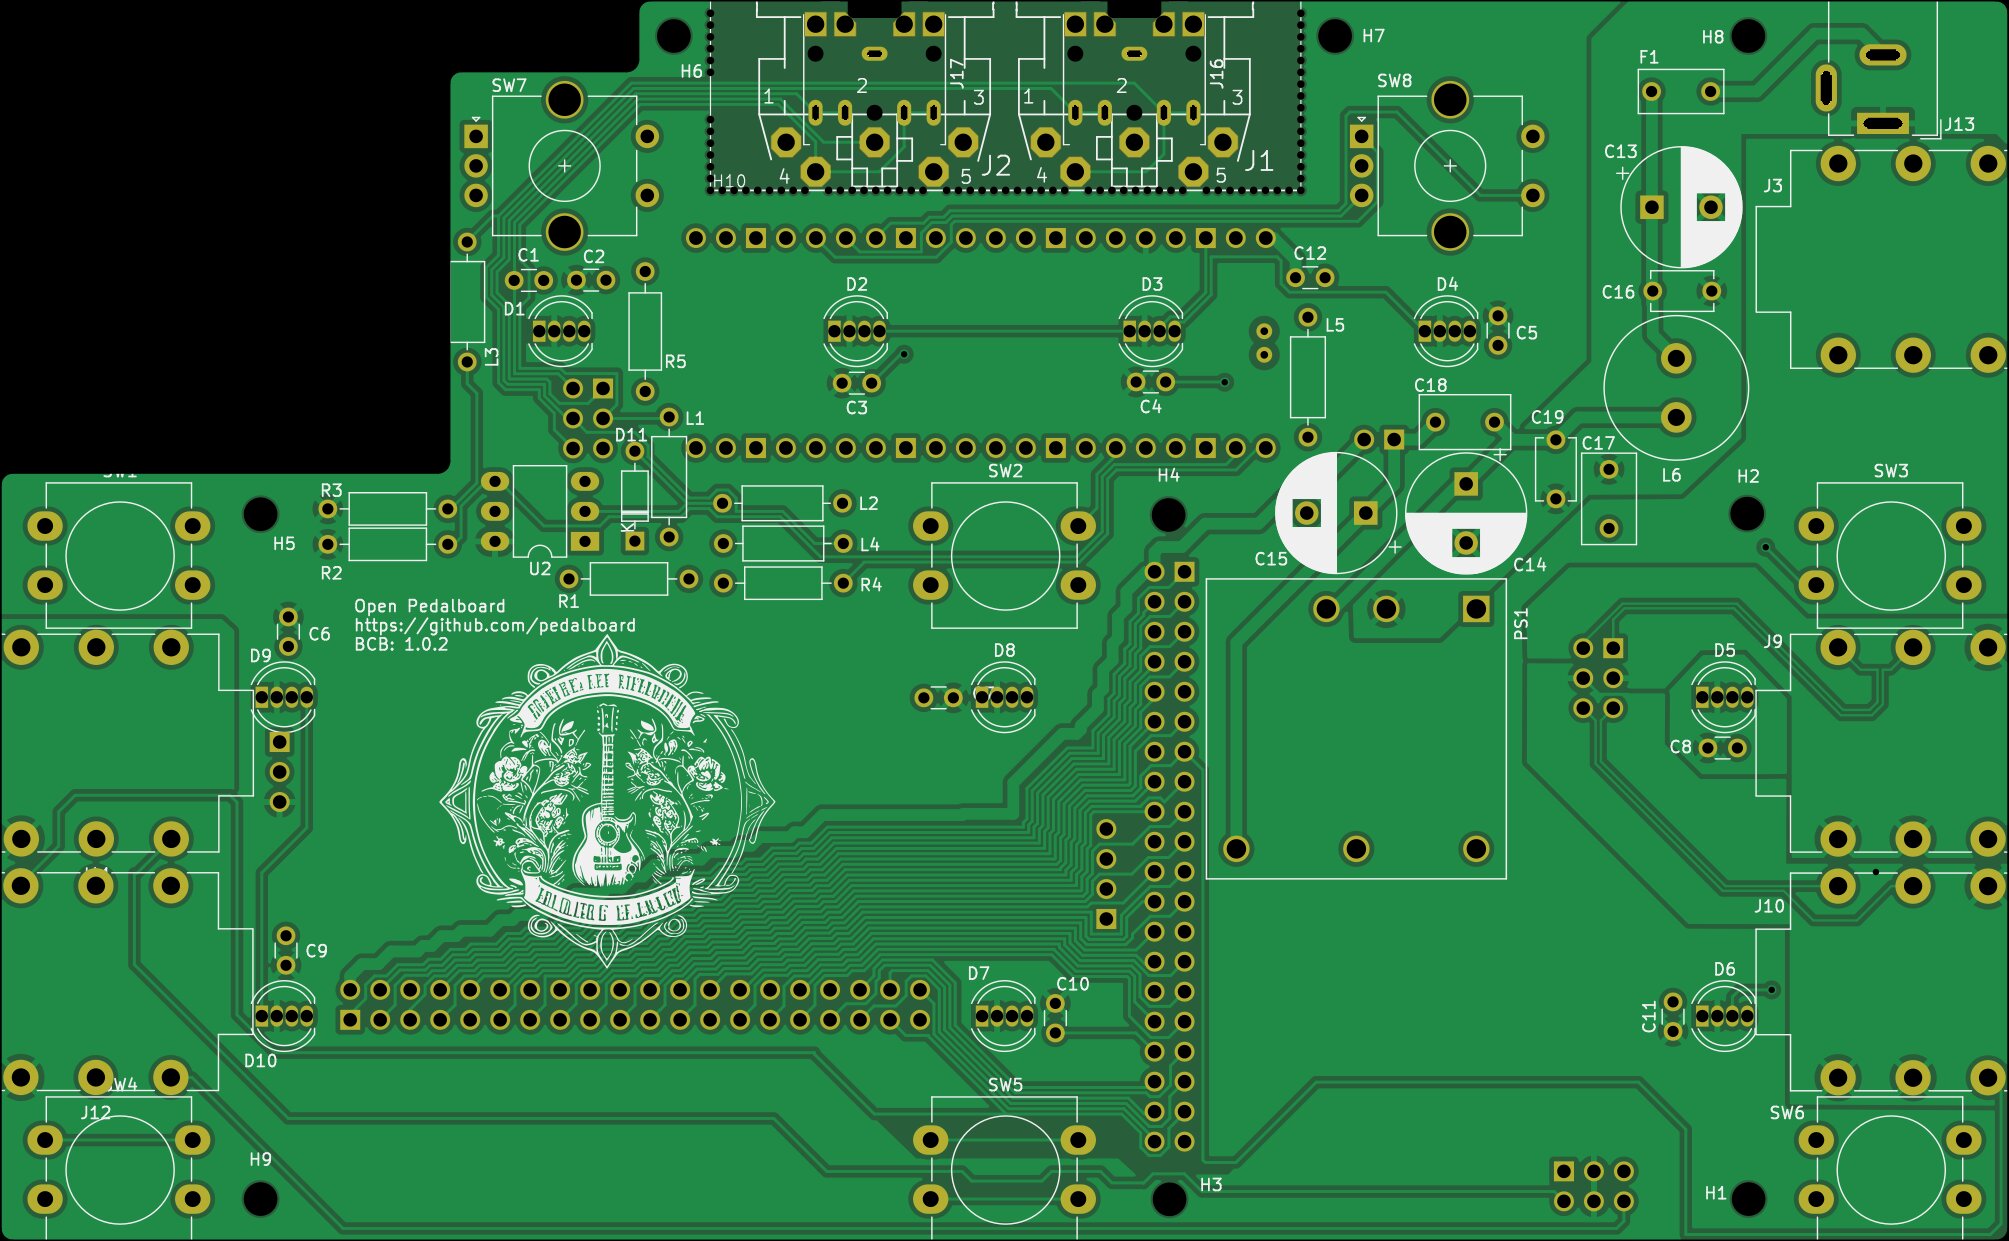 H6
H7
H8
F1
SW7
SW8
J17
J16
1
2
3
1
2
3
J13
C13
+
J3
H10
4
5
J2
4
5
J1
C1
C2
C12
C16
D1
D2
D3
D4
L5
C5
L3
R5
C3
C4
C18
L1
D11
C19
C17
+
SW2
H4
L6
H2
SW3
R3
L2
K
L4
H5
R2
U2
R1
R4
C15
+
C14
PS1
Open Pedalboard
https://github.com/pedalboard
BCB: 1.0.2
C6
D9
D8
D5
J9
C8
J10
C9
D7
C10
D6
C11
D10
SW5
J12
SW6
H9
H3
H1